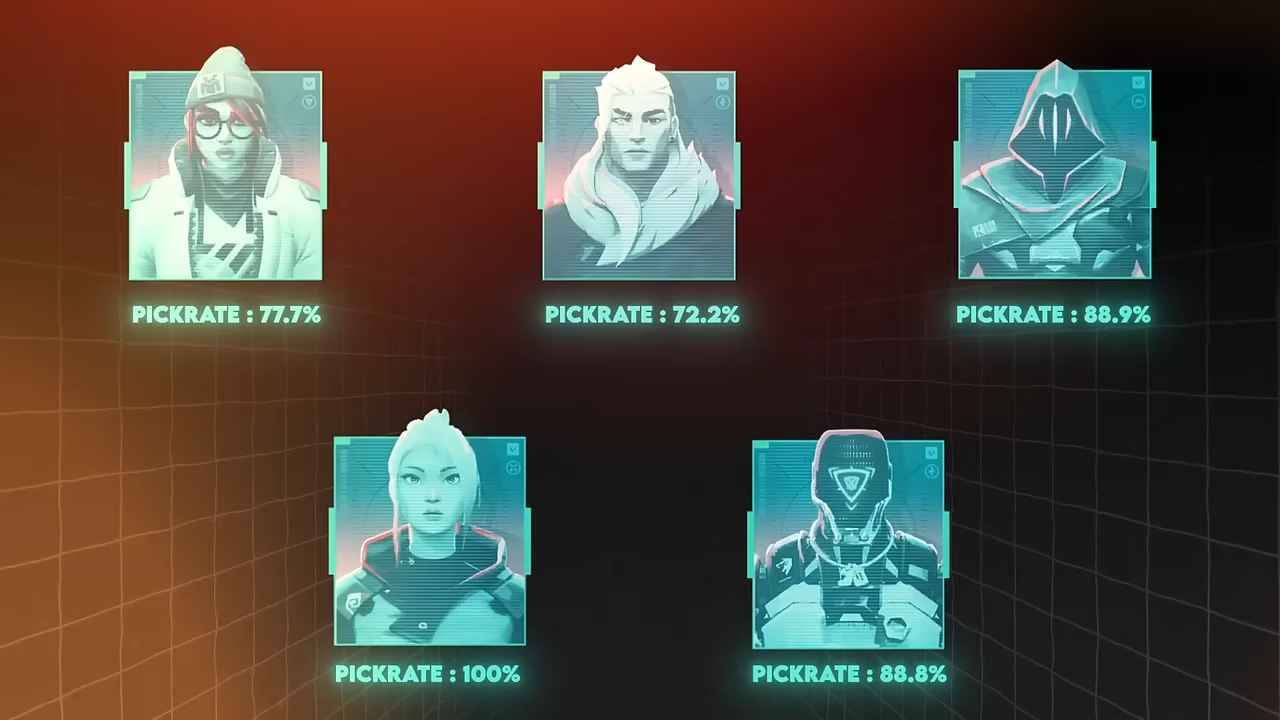 PICKRATE : 77.7%
PICKRATE : 72.2%
PICKRATE : 88.9%
PICKRATE : 100%
PICKRATE : 88.8%